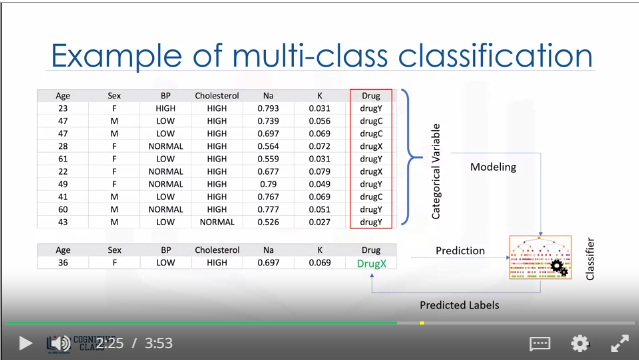 Example of multi-class classification
Age Sex BP Cholesterol Na K Drug
23 F HIGH HIGH 0.793 0.031 drugY
47 M LOW HIGH 0.739 0.056 drugC
47 M LOW HIGH 0.697 0.069 drugC
28 F NORMAL HIGH 0.564 0.072 drugX
61 F LOW HIGH 0.559 0.031 drugY
22 F NORMAL HIGH 0.677 0.079 drugX
49 F NORMAL HIGH 0.79 0.049 drugY
41 M LOW HIGH 0.767 0.069 drugC
60 M NORMAL HIGH 0.777 0.051 drugY
43 M LOW NORMAL 0.526 0.027 drugY
Categorical Variable
Modeling
Age Sex BP Cholesterol Na K Drug
36 F LOW HIGH 0.697 0.069 DrugX
Prediction
Classifier
Predicted Labels
2:25 / 3:53